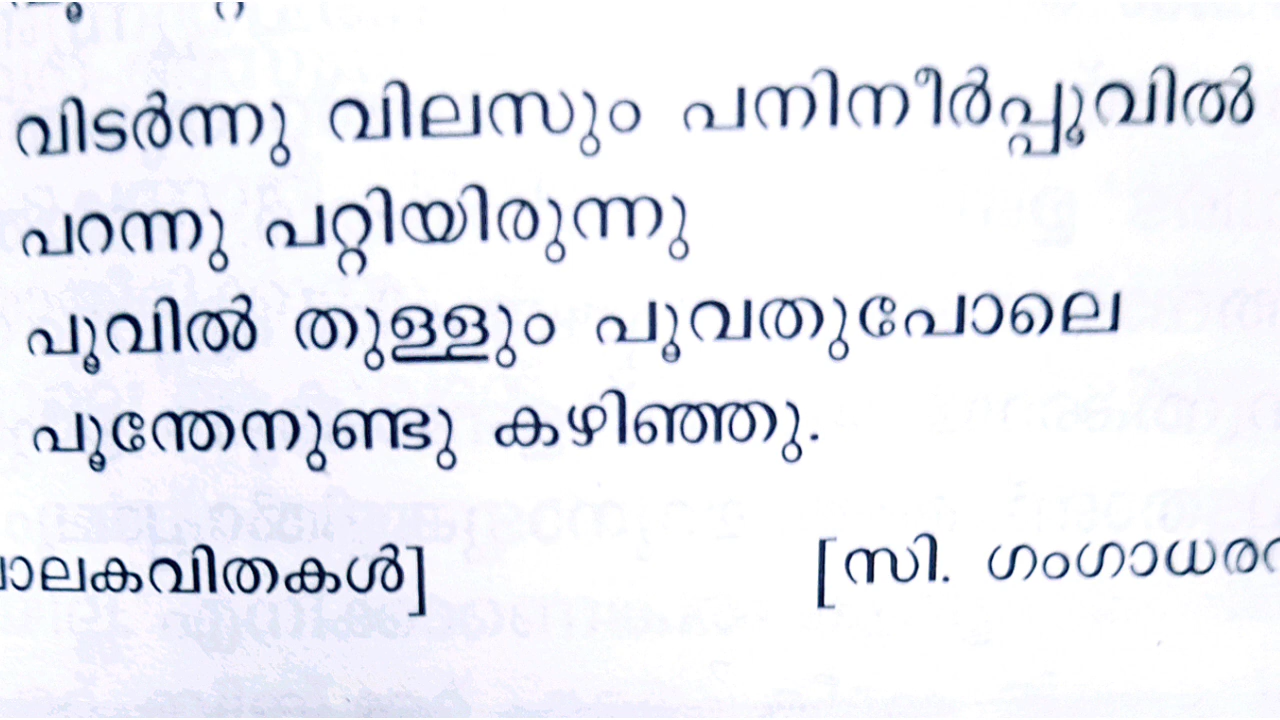 വിടർന്നു വിലസും പനിനീർപ്പൂവിൽ
പറന്നു പറ്റിയിരുന്നു
പൂവിൽ തുള്ളും പൂവതുപോലെ
പൂന്തേനുണ്ടു കഴിഞ്ഞു.
[സി.